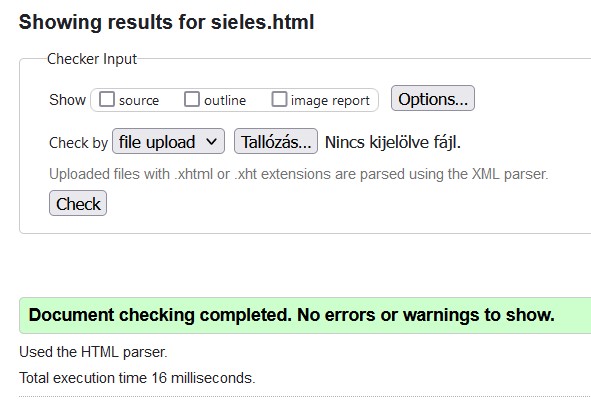 Showing results for sieles.html
Checker Input
Show source outline image report Options...
Check by file upload Tallózás... Nincs kijelölve fájl.
Uploaded files with .xhtml or .xht extensions are parsed using the XML parser.
Check
Document checking completed. No errors or warnings to show.
Used the HTML parser.
Total execution time 16 milliseconds.